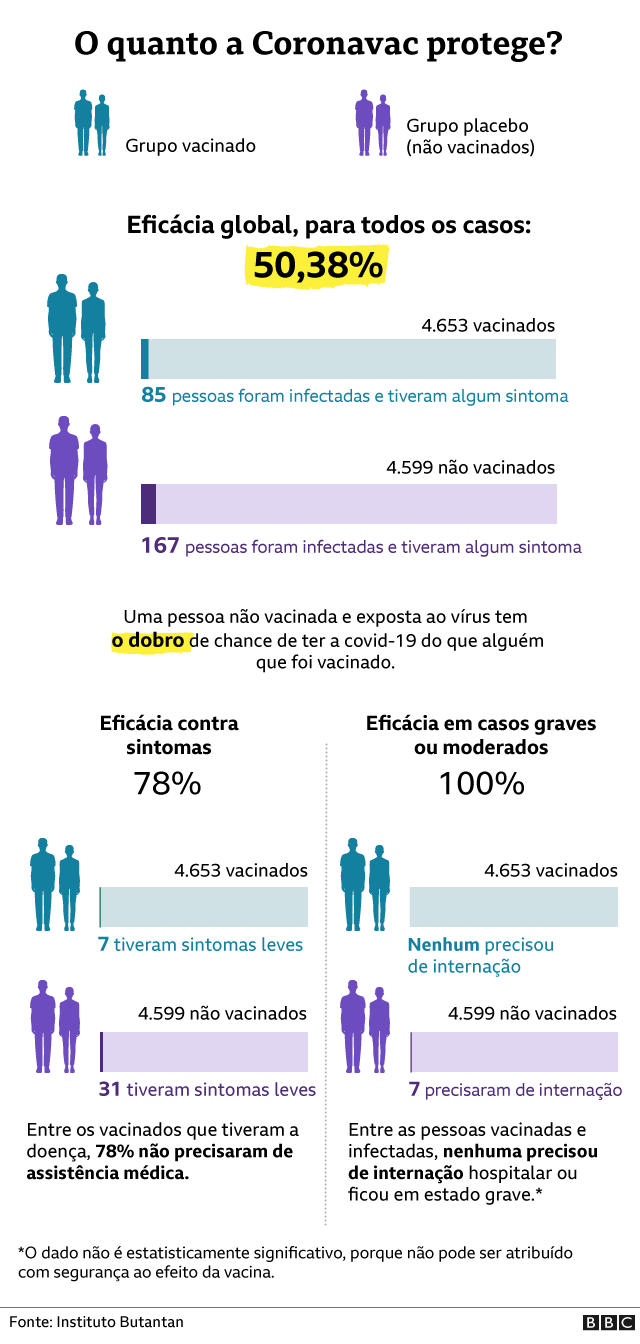 O quanto a Coronavac protege?
Grupo vacinado
Grupo placebo
(não vacinados)
Eficácia global, para todos os casos:
50,38%
4.653 vacinados
85 pessoas foram infectadas e tiveram algum sintoma
4.599 não vacinados
167 pessoas foram infectadas e tiveram algum sintoma
Uma pessoa não vacinada e exposta ao vírus tem
o dobro de chance de ter a covid-19 do que alguém
que foi vacinado.
Eficácia contra
sintomas
78%
4.653 vacinados
7 tiveram sintomas leves
4.599 não vacinados
31 tiveram sintomas leves
Entre os vacinados que tiveram a
doença, 78% não precisaram de
assistência médica.
Eficácia em casos graves
ou moderados
100%
4.653 vacinados
Nenhum precisou
de internação
4.599 não vacinados
7 precisaram de internação
Entre as pessoas vacinadas e
infectadas, nenhuma precisou
de internação hospitalar ou
ficou em estado grave.*
*O dado não é estatisticamente significativo, porque não pode ser atribuído
com segurança ao efeito da vacina.
Fonte: Instituto Butantan
BBC